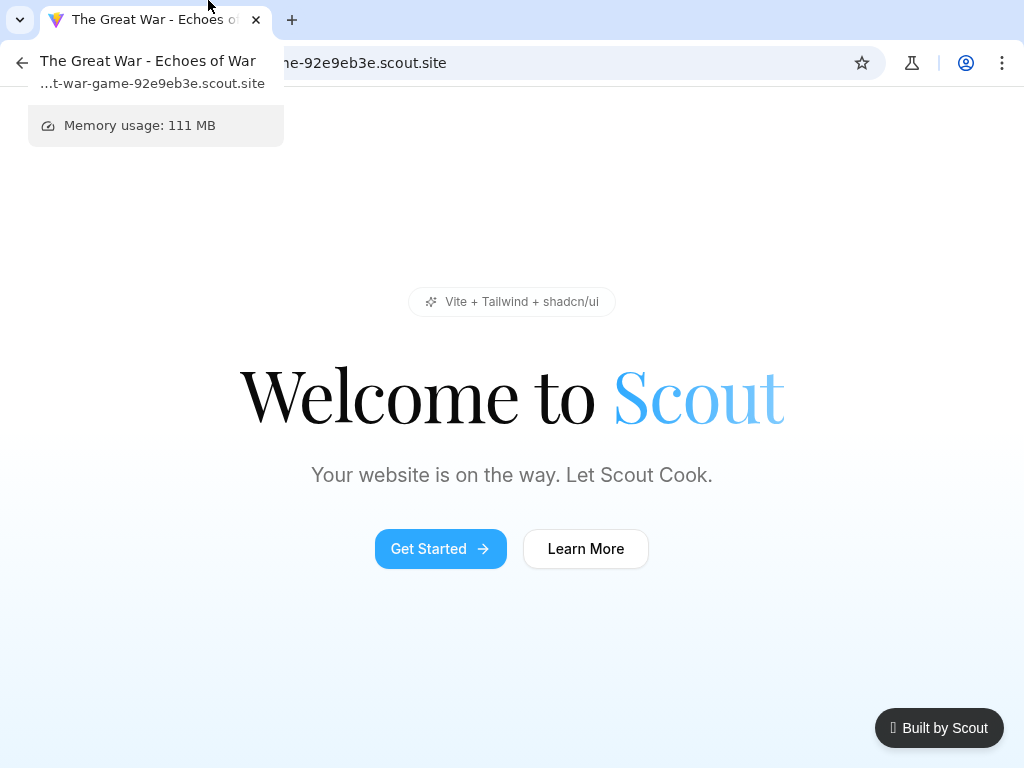 The Great War - Echoes o
The Great War - Echoes of War
...t-war-game-92e9eb3e.scout.site
ne-92e9eb3e.scout.site
Memory usage: 111 MB
Vite + Tailwind + shadcn/ui
Welcome to Scout
Your website is on the way. Let Scout Cook.
Get Started
Learn More
Built by Scout